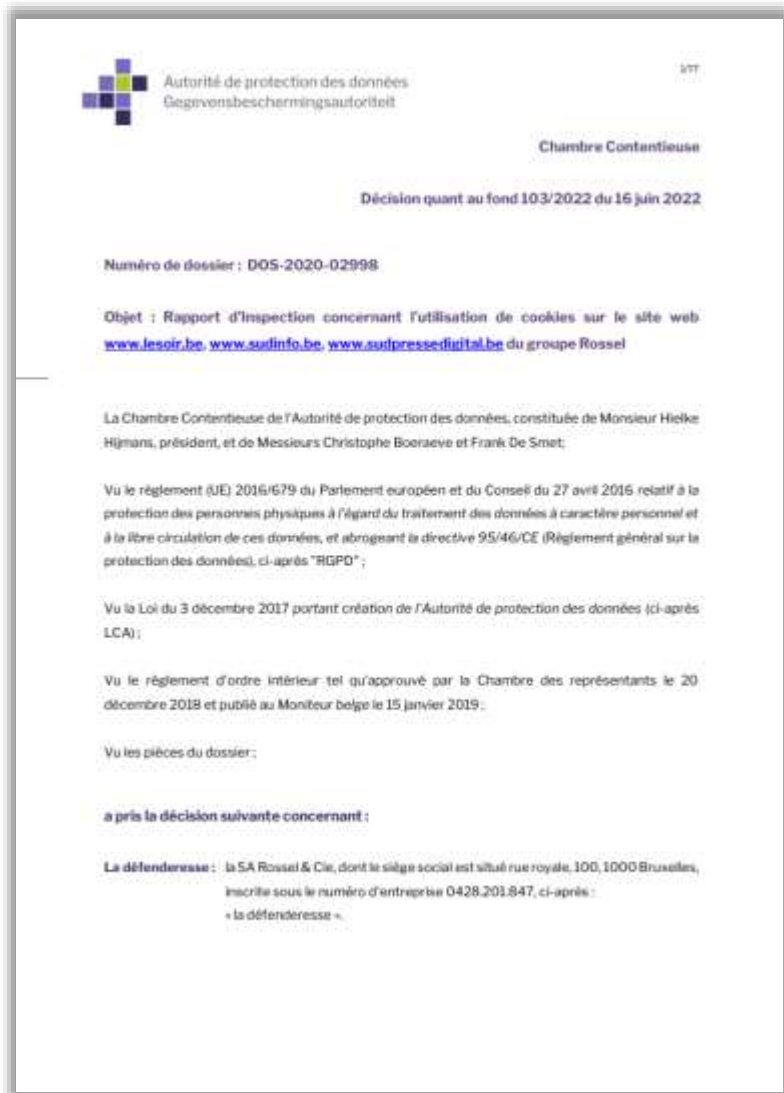 Autorité de protection des données
Gegevensbeschermingsautoriteit
1/77
Chambre Contentieuse
Décision quant au fond 103/2022 du 16 juin 2022
Numéro de dossier : DOS-2020-02998
Objet : Rapport d'Inspection concernant l'utilisation de cookies sur le site web
www.lesoir.be, www.sudinfo.be, www.sudpressedigital.be du groupe Rossel
La Chambre Contentieuse de l'Autorité de protection des données, constituée de Monsieur Hielke
Hijmans, président, et de Messieurs Christophe Boeraeve et Frank De Smet;
Vu le règlement (UE) 2016/679 du Parlement européen et du Conseil du 27 avril 2016 relatif à la
protection des personnes physiques à l'égard du traitement des données à caractère personnel et
à la libre circulation de ces données, et abrogeant la directive 95/46/CE (Règlement général sur la
protection des données), ci-après "RGPD" ;
Vu la Loi du 3 décembre 2017 portant création de l'Autorité de protection des données (ci-après
LCA) ;
Vu le règlement d'ordre intérieur tel qu'approuvé par la Chambre des représentants le 20
décembre 2018 et publié au Moniteur belge le 15 janvier 2019 ;
Vu les pièces du dossier ;
a pris la décision suivante concernant :
La défenderesse : la SA Rossel & Cie, dont le siège social est situé rue royale, 100, 1000 Bruxelles,
inscrite sous le numéro d'entreprise 0428.201.847, ci-après :
« la défenderesse ».